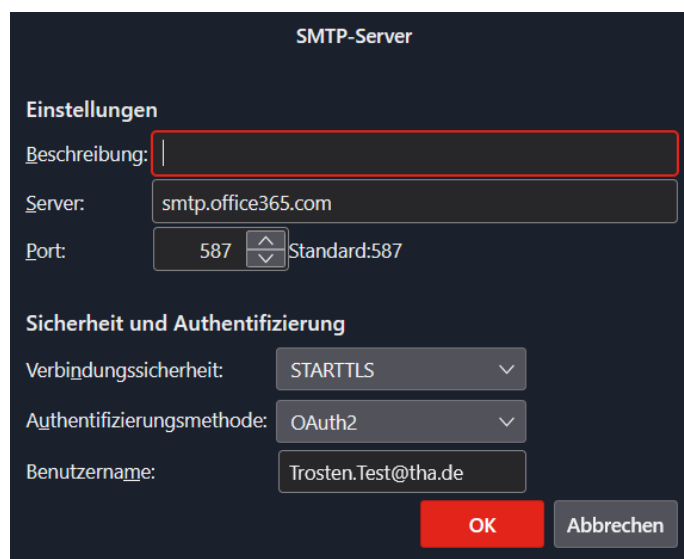 SMTP-Server
Einstellungen
Beschreibung:
Server: smtp.office365.com
Port: 587 Standard:587
Sicherheit und Authentifizierung
Verbindungssicherheit: STARTTLS
Authentifizierungsmethode: OAuth2
Benutzername: Trosten.Test@tha.de
OK Abbrechen